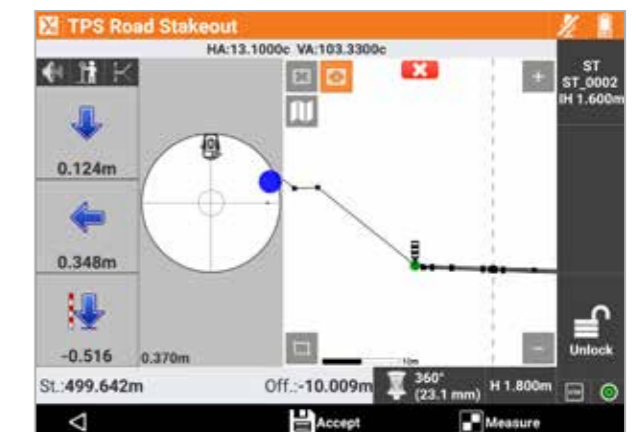 TPS Road Stakeout
HA:13.1000c VA:103.3300c
ST
ST_0002
IH 1.600m
0.124m
0.348m
-0.516
0.370m
10m
Unlock
St.:499.642m
Off.:-10.009m
360°
(23.1 mm)
H 1.800m
Accept
Measure